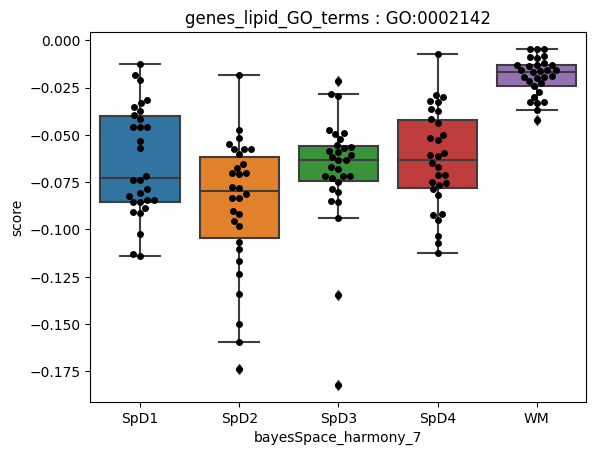 genes_lipid_GO_terms : GO:0002142
0.000
−0.025
−0.050
−0.075
−0.100
−0.125
−0.150
−0.175
score
SpD1 SpD2 SpD3 SpD4 WM
bayesSpace_harmony_7